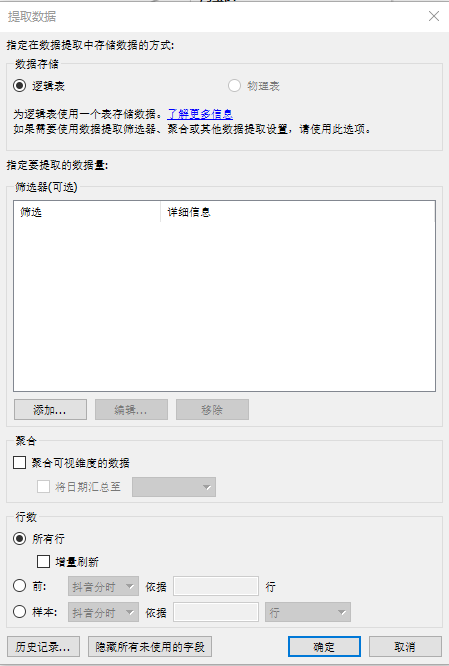 提取数据
指定在数据提取中存储数据的方式:
数据存储
逻辑表 物理表
为逻辑表使用一个表存储数据。了解更多信息
如果需要使用数据提取筛选器、聚合或其他数据提取设置，请使用此选项。
指定要提取的数据量:
筛选器(可选)
筛选 详细信息
添加... 编辑... 移除
聚合
聚合可视维度的数据
将日期汇总至
行数
所有行
增量刷新
前: 抖音分时 依据 行
样本: 抖音分时 依据 行
历史记录... 隐藏所有未使用的字段 确定 取消